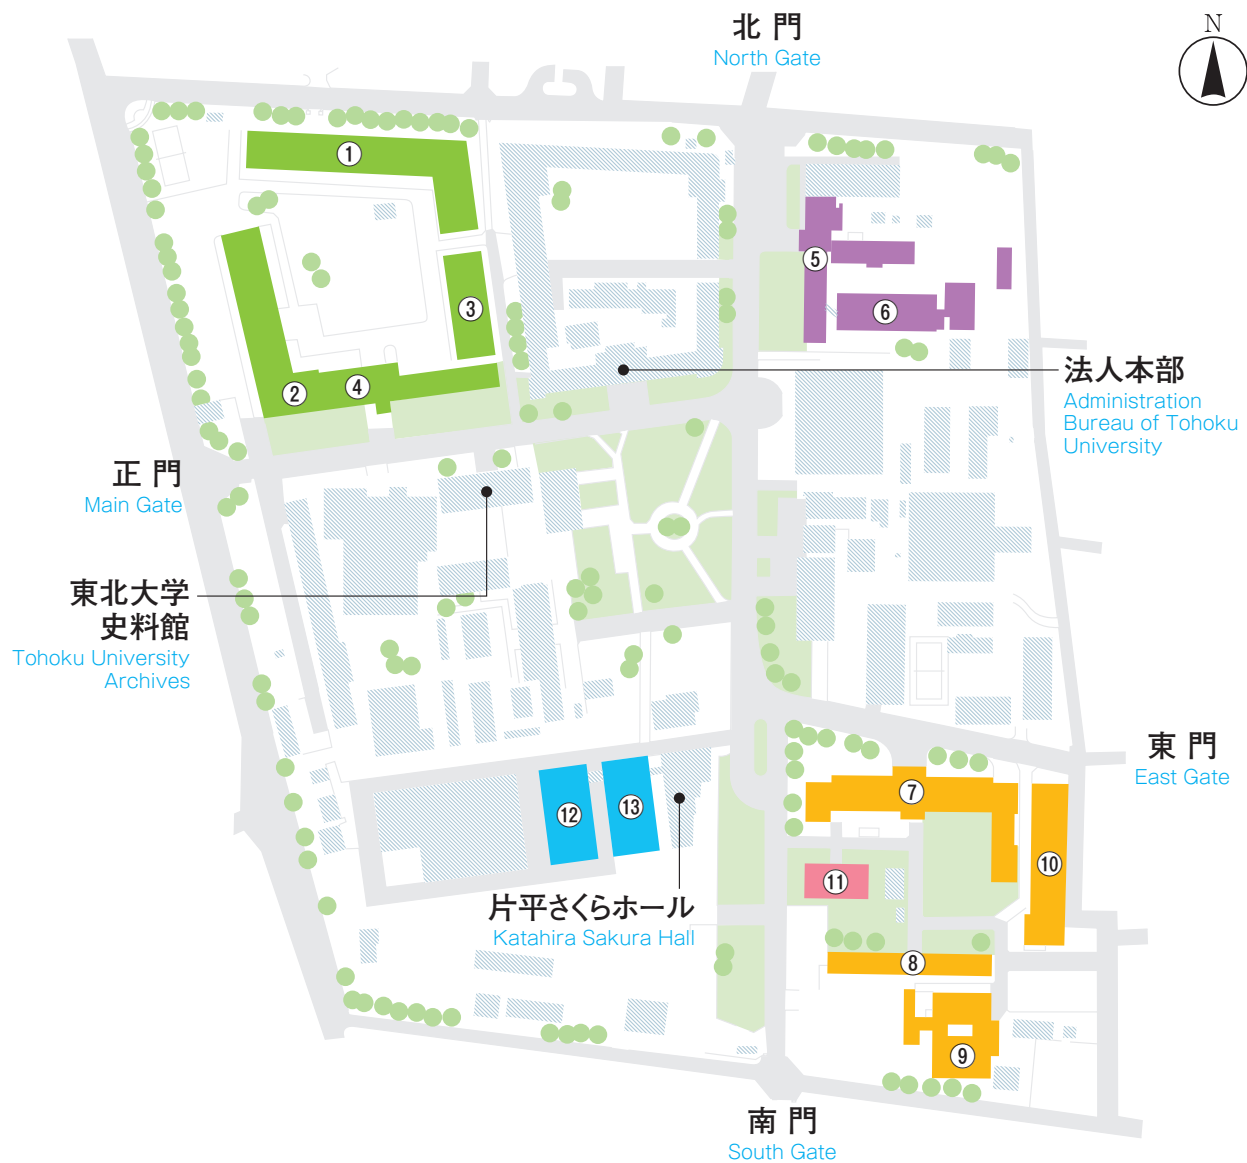 北 門
North Gate
N
①
③
②
④
⑤
⑥
法人本部
Administration
Bureau of Tohoku
University
正 門
Main Gate
東北大学
史料館
Tohoku University
Archives
東 門
East Gate
⑦
⑫
⑬
⑩
⑪
片平さくらホール
Katahira Sakura Hall
⑧
⑨
南 門
South Gate